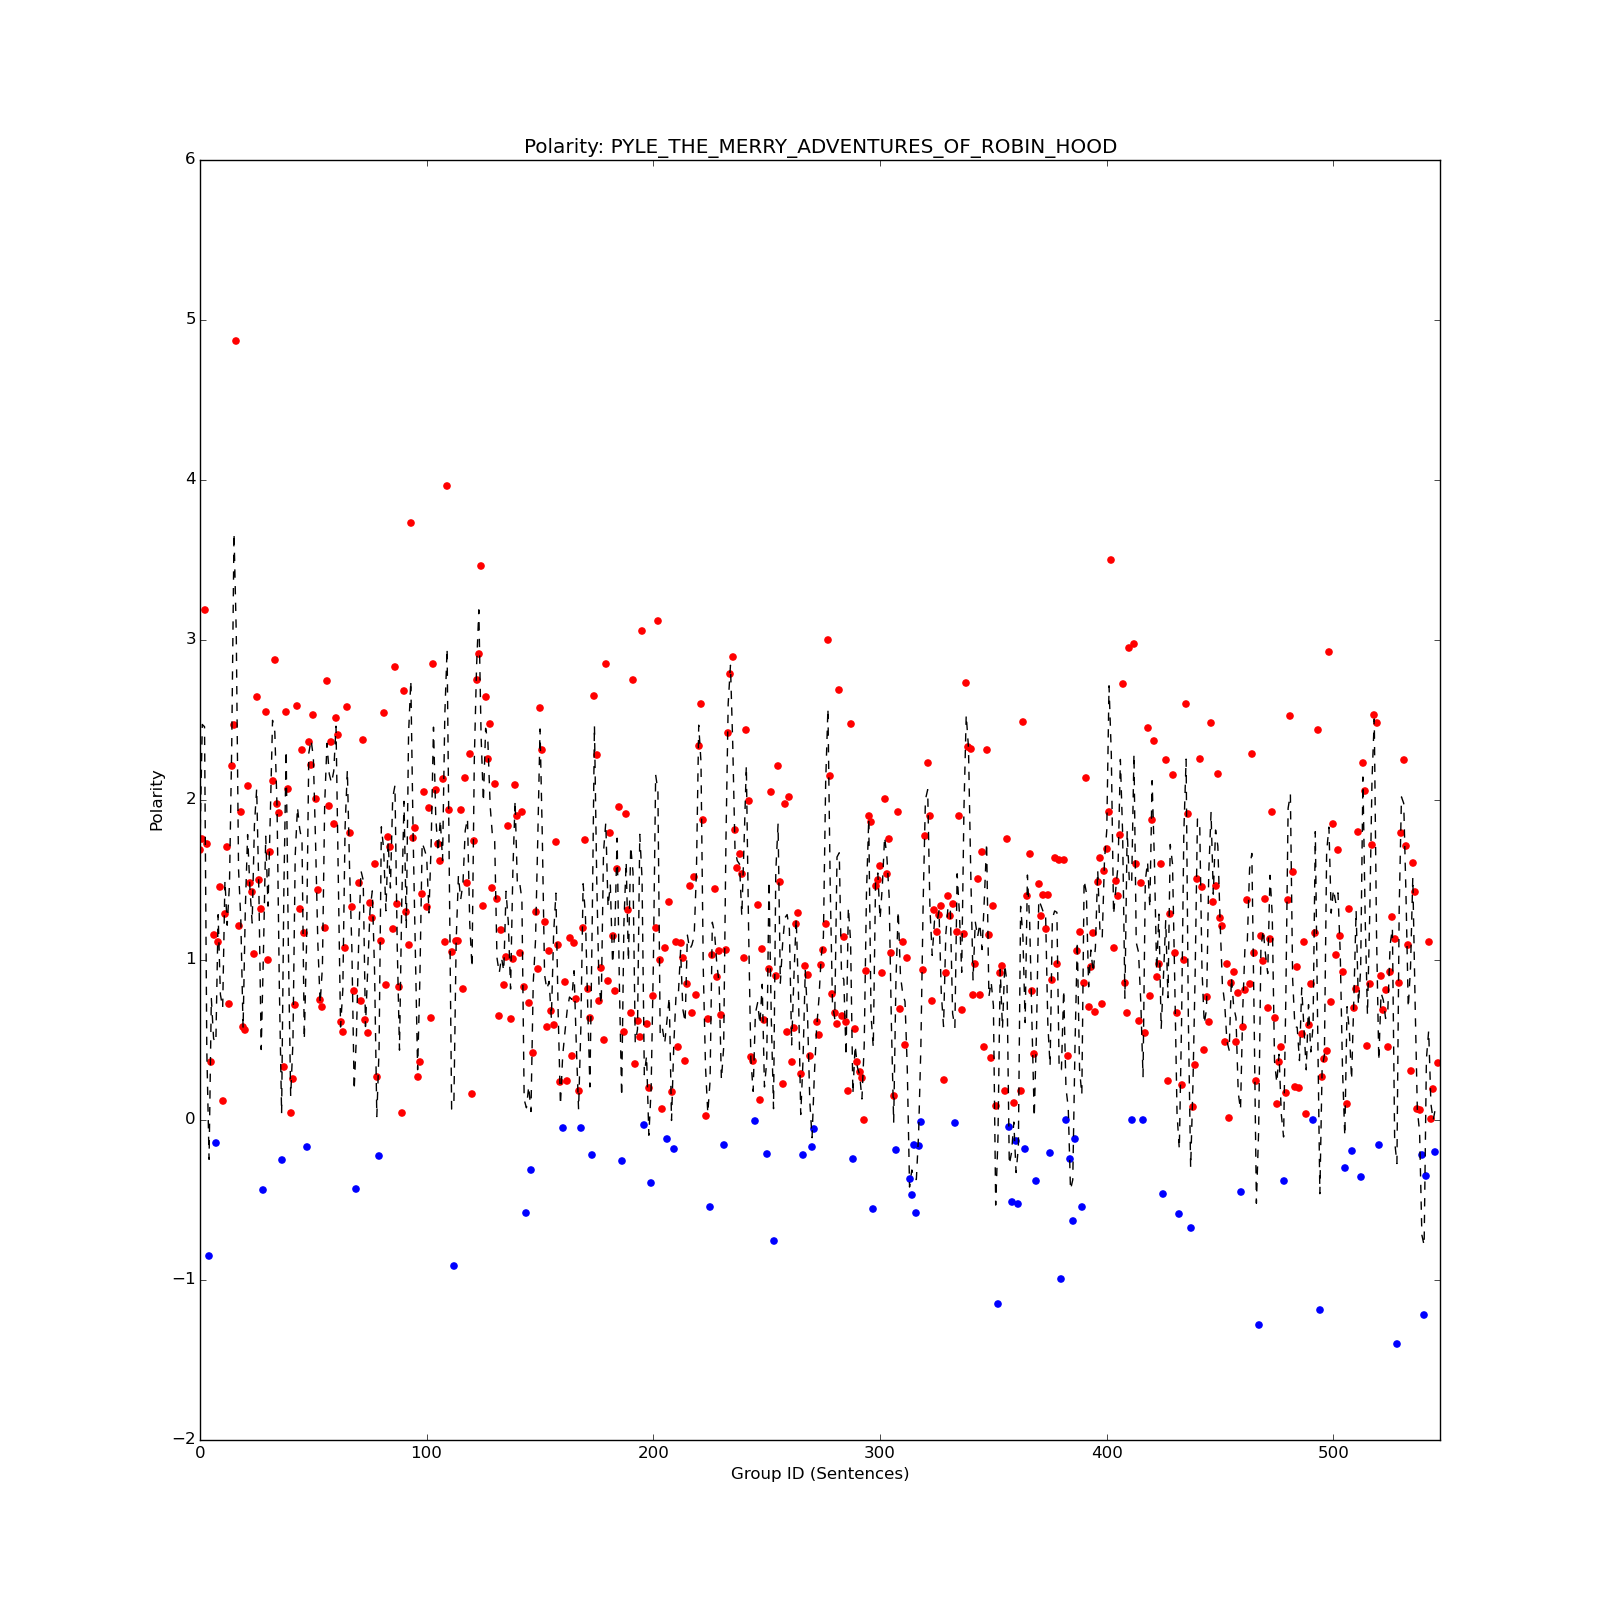 Polarity: PYLE_THE_MERRY_ADVENTURES_OF_ROBIN_HOOD
6
5
4
3
2
1
0
−1
−2
Polarity
0 100 200 300 400 500
Group ID (Sentences)